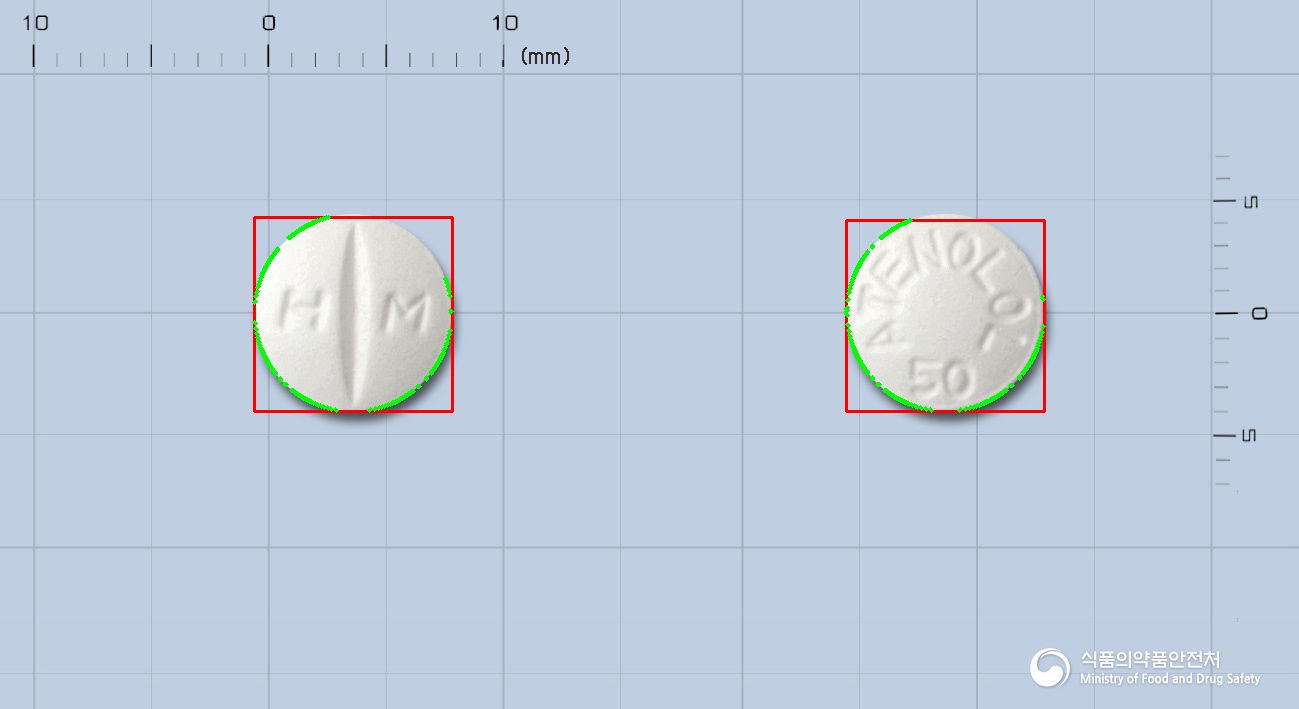 10 0 10
(mm)
5
0
5
H M
ATENOLOL
50
식품의약품안전처
Ministry of Food and Drug Safety